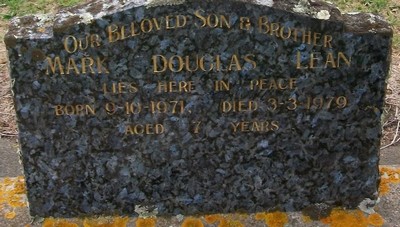 OUR BELOVED SON & BROTHER
MARK DOUGLAS LEAN
LIES HERE IN PEACE
BORN 9-10-1971. DIED 3-3-1979
AGED 7 YEARS